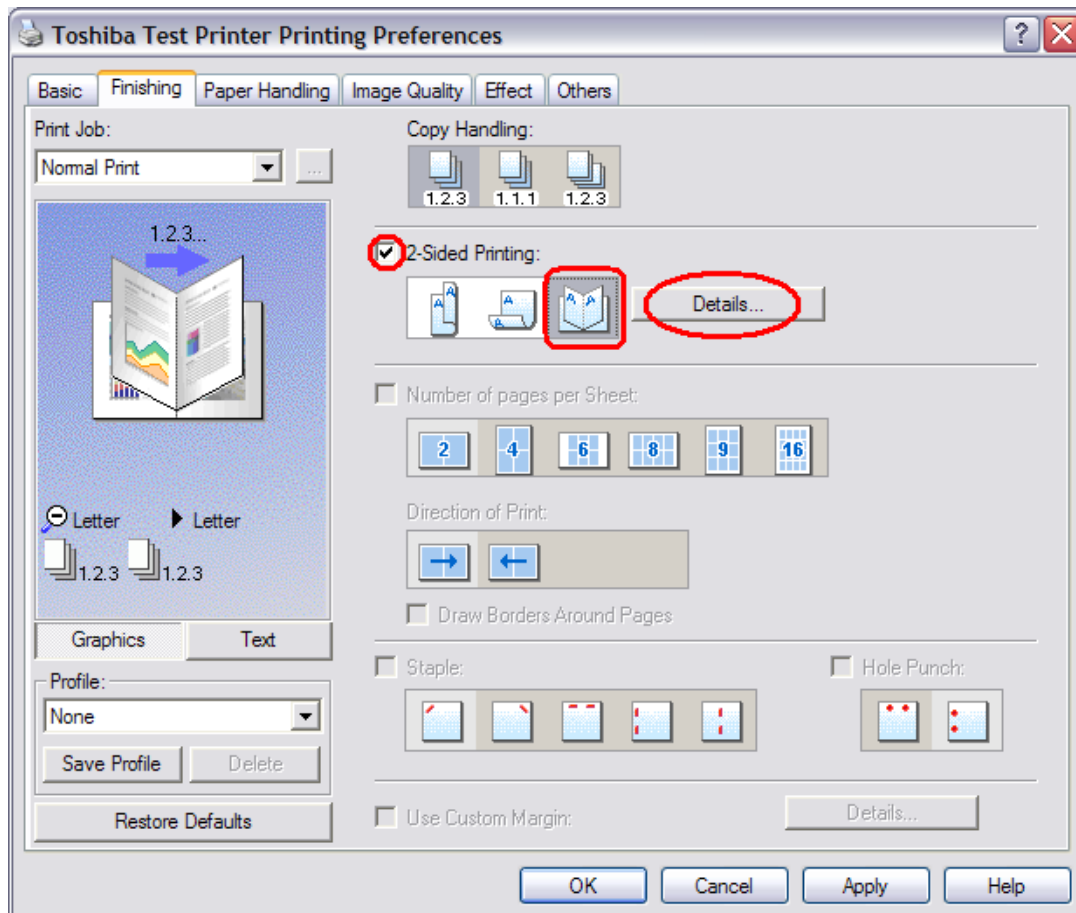 Toshiba Test Printer Printing Preferences
Basic Finishing Paper Handling Image Quality Effect Others
Print Job:
Normal Print
...
1.2.3...
Letter Letter
1.2.3 1.2.3
Graphics Text
Profile:
None
Save Profile Delete
Restore Defaults
Copy Handling:
1.2.3 1.1.1 1.2.3
2-Sided Printing:
A A A A A A
Details...
Number of pages per Sheet:
2 4 6 8 9 16
Direction of Print:
Draw Borders Around Pages
Staple: Hole Punch:
Use Custom Margin: Details...
OK Cancel Apply Help